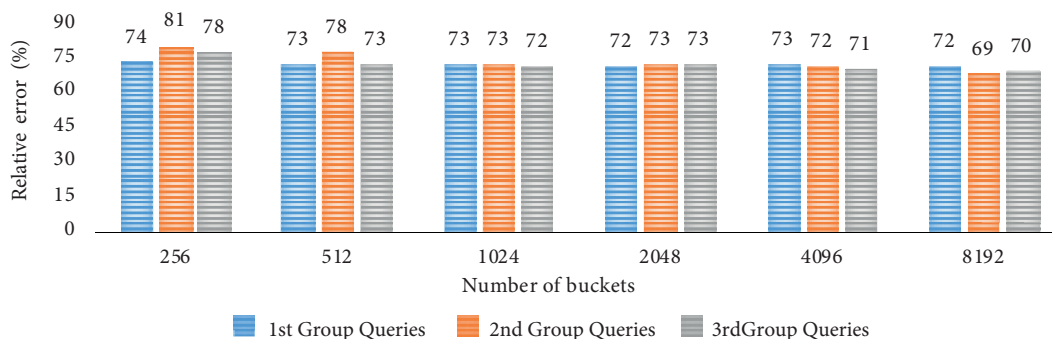 90
75
60
45
30
15
0
Relative error (%)
74 81 78 73 78 73 73 73 72 72 73 73 73 72 71 72 69 70
256 512 1024 2048 4096 8192
Number of buckets
1st Group Queries 2nd Group Queries 3rdGroup Queries